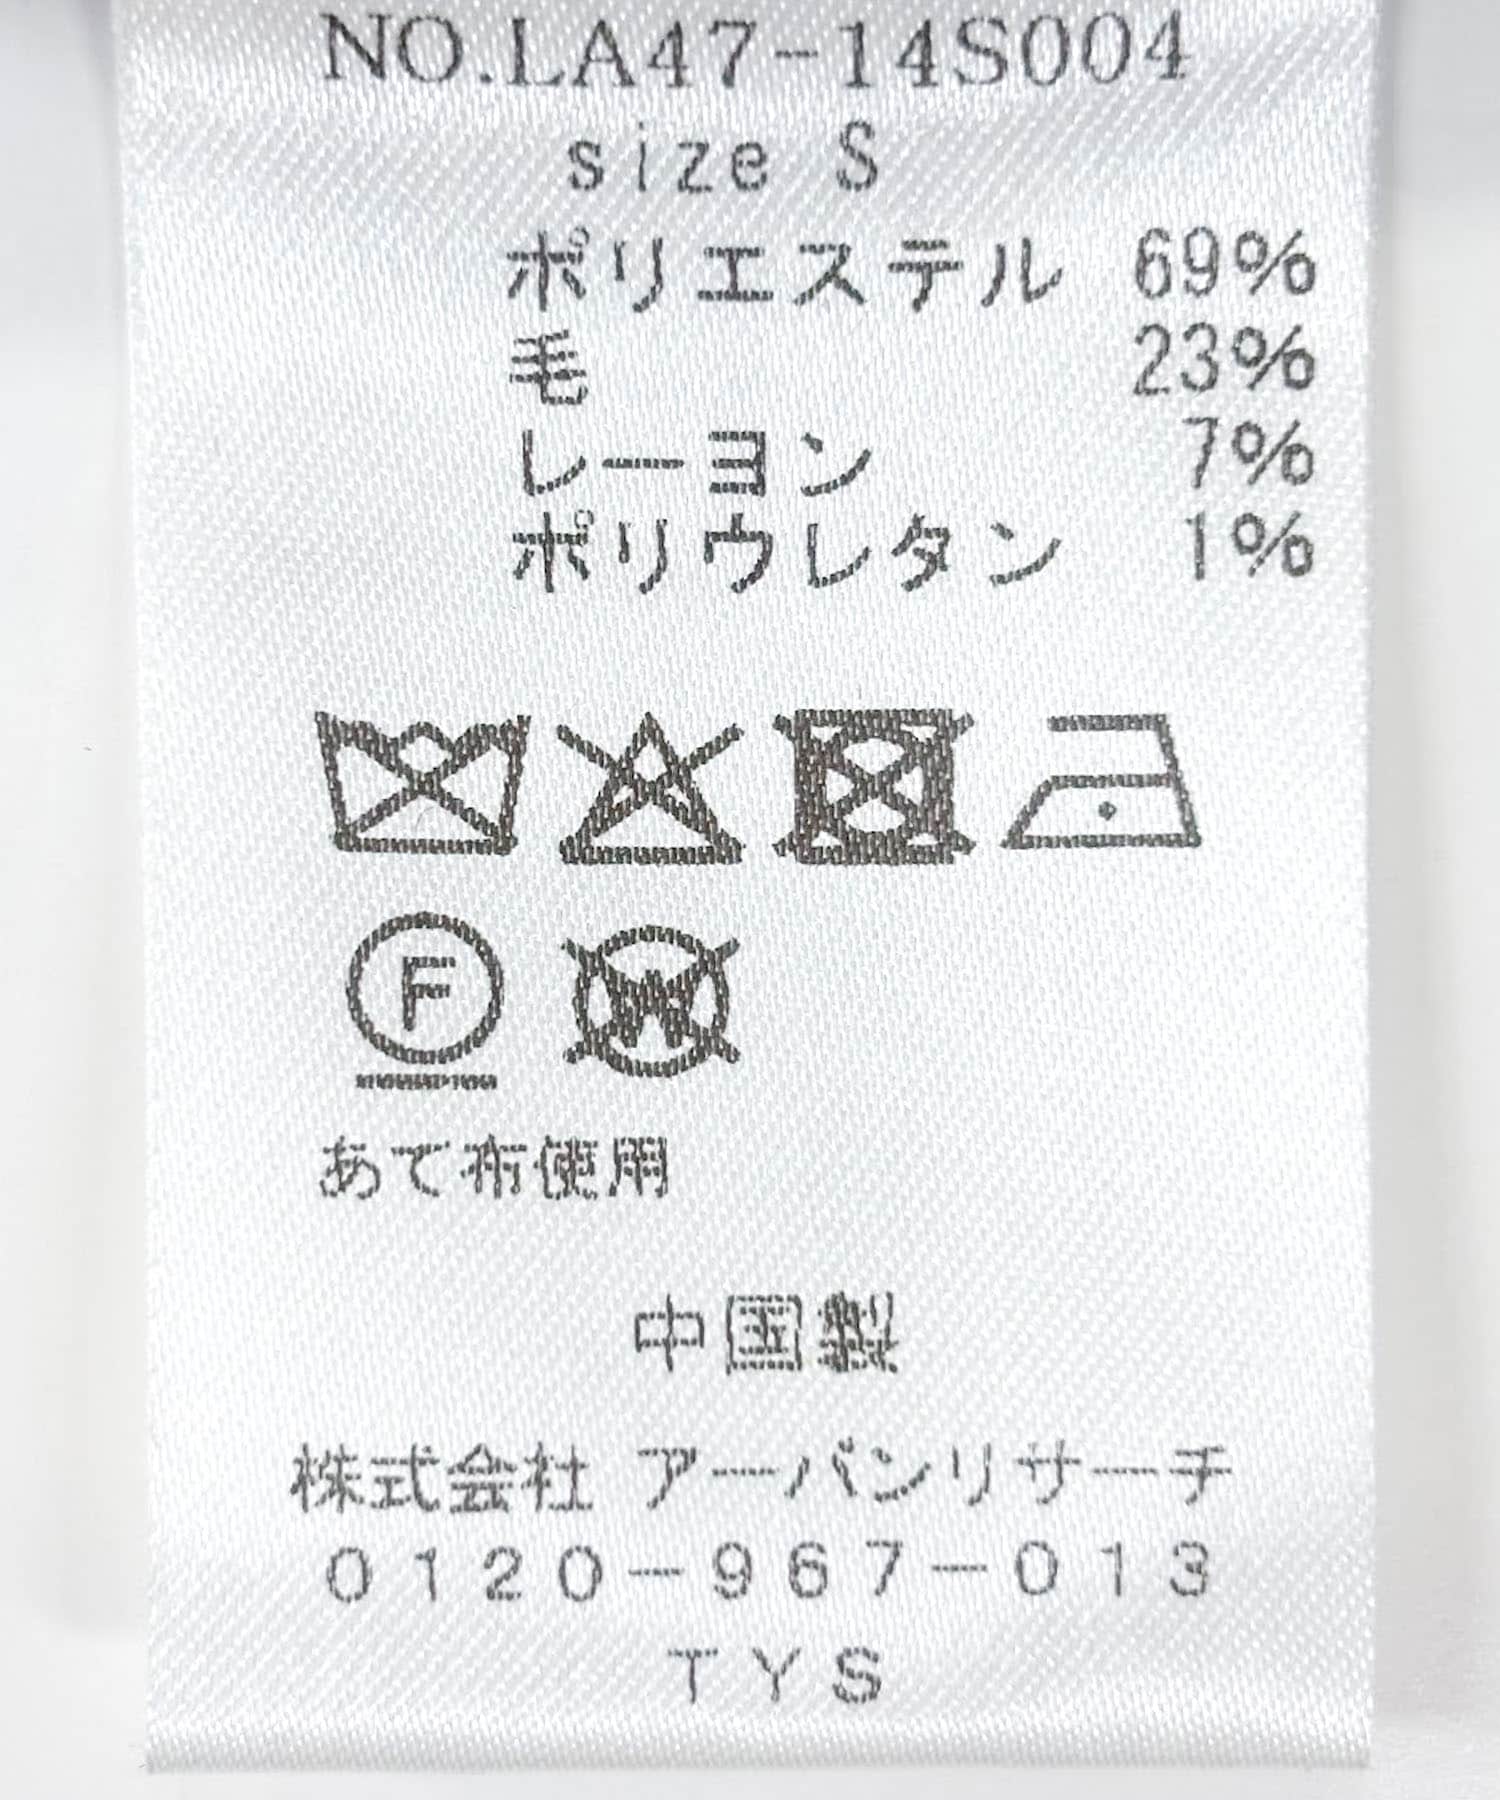 NO.LA47-14S004
size S
ポリエステル 69%
毛 23%
レーヨン 7%
ポリウレタン 1%
F
W
あて布使用
中国製
株式会社 アーバンリサーチ
0120-967-013
TYS